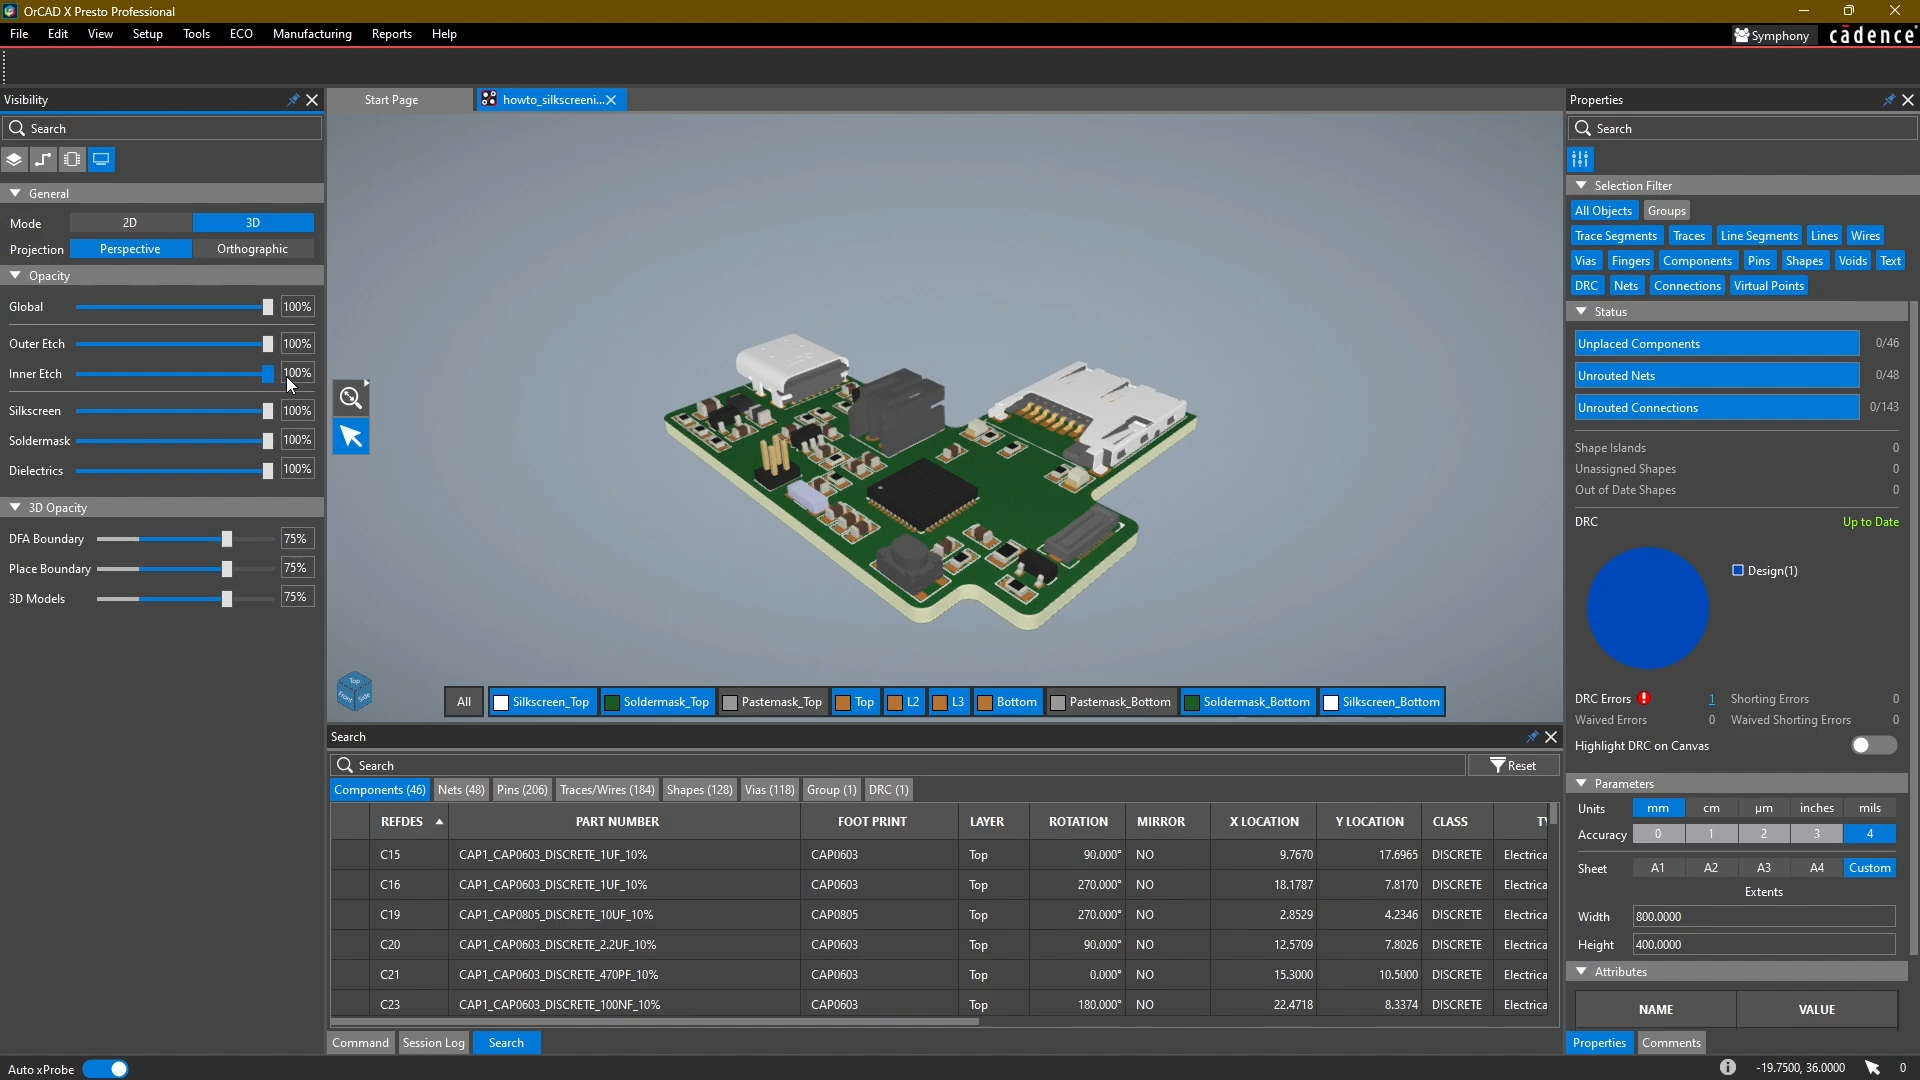 OrCAD X Presto Professional
File Edit View Setup Tools ECO Manufacturing Reports Help
Symphony cādence
Visibility
Search
General
Mode 2D 3D
Projection Perspective Orthographic
Opacity
Global 100%
Outer Etch 100%
Inner Etch 100%
Silkscreen 100%
Soldermask 100%
Dielectrics 100%
3D Opacity
DFA Boundary 75%
Place Boundary 75%
3D Models 75%
Start Page howto_silkscreeni...
Top Front Side
All Silkscreen_Top Soldermask_Top Pastemask_Top Top L2 L3 Bottom Pastemask_Bottom Soldermask_Bottom Silkscreen_Bottom
Search
Search Reset
Components (46) Nets (48) Pins (206) Traces/Wires (184) Shapes (128) Vias (118) Group (1) DRC (1)
REFDES PART NUMBER FOOT PRINT LAYER ROTATION MIRROR X LOCATION Y LOCATION CLASS
C15 CAP1_CAP0603_DISCRETE_1UF_10% CAP0603 Top 90.000° NO 9.7670 17.6965 DISCRETE Electrica
C16 CAP1_CAP0603_DISCRETE_1UF_10% CAP0603 Top 270.000° NO 18.1787 7.8170 DISCRETE Electrica
C19 CAP1_CAP0805_DISCRETE_10UF_10% CAP0805 Top 270.000° NO 2.8529 4.2346 DISCRETE Electrica
C20 CAP1_CAP0603_DISCRETE_2.2UF_10% CAP0603 Top 90.000° NO 12.5709 7.8026 DISCRETE Electrica
C21 CAP1_CAP0603_DISCRETE_470PF_10% CAP0603 Top 0.000° NO 15.3000 10.5000 DISCRETE Electrica
C23 CAP1_CAP0603_DISCRETE_100NF_10% CAP0603 Top 180.000° NO 22.4718 8.3374 DISCRETE Electrica
Command Session Log Search
Properties
Search
Selection Filter
All Objects Groups
Trace Segments Traces Line Segments Lines Wires
Vias Fingers Components Pins Shapes Voids Text
DRC Nets Connections Virtual Points
Status
Unplaced Components 0/46
Unrouted Nets 0/48
Unrouted Connections 0/143
Shape Islands 0
Unassigned Shapes 0
Out of Date Shapes 0
DRC Up to Date
Design(1)
DRC Errors 1 Shorting Errors 0
Waived Errors 0 Waived Shorting Errors 0
Highlight DRC on Canvas
Parameters
Units mm cm µm inches mils
Accuracy 0 1 2 3 4
Sheet A1 A2 A3 A4 Custom
Extents
Width 800.0000
Height 400.0000
Attributes
NAME VALUE
Properties Comments
Auto xProbe
-19.7500, 36.0000 0